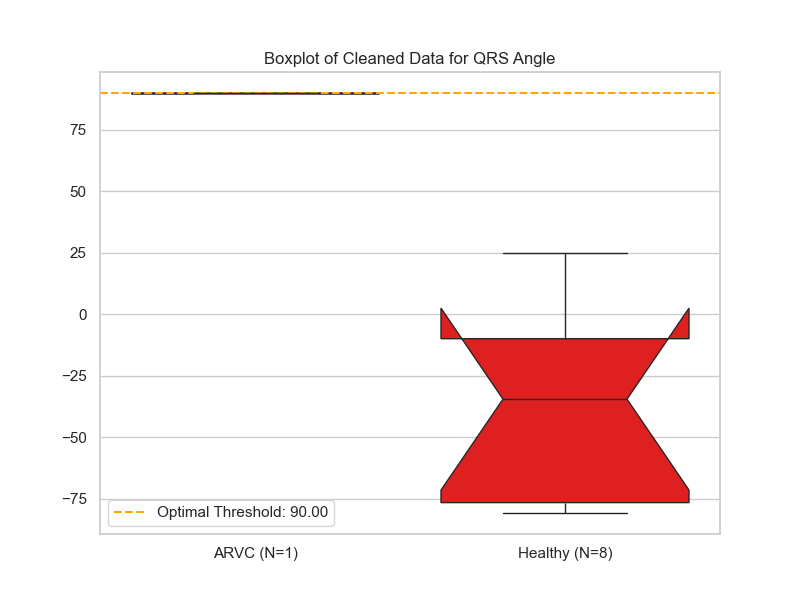 Boxplot of Cleaned Data for QRS Angle
75
50
25
0
−25
−50
−75
Optimal Threshold: 90.00
ARVC (N=1)
Healthy (N=8)